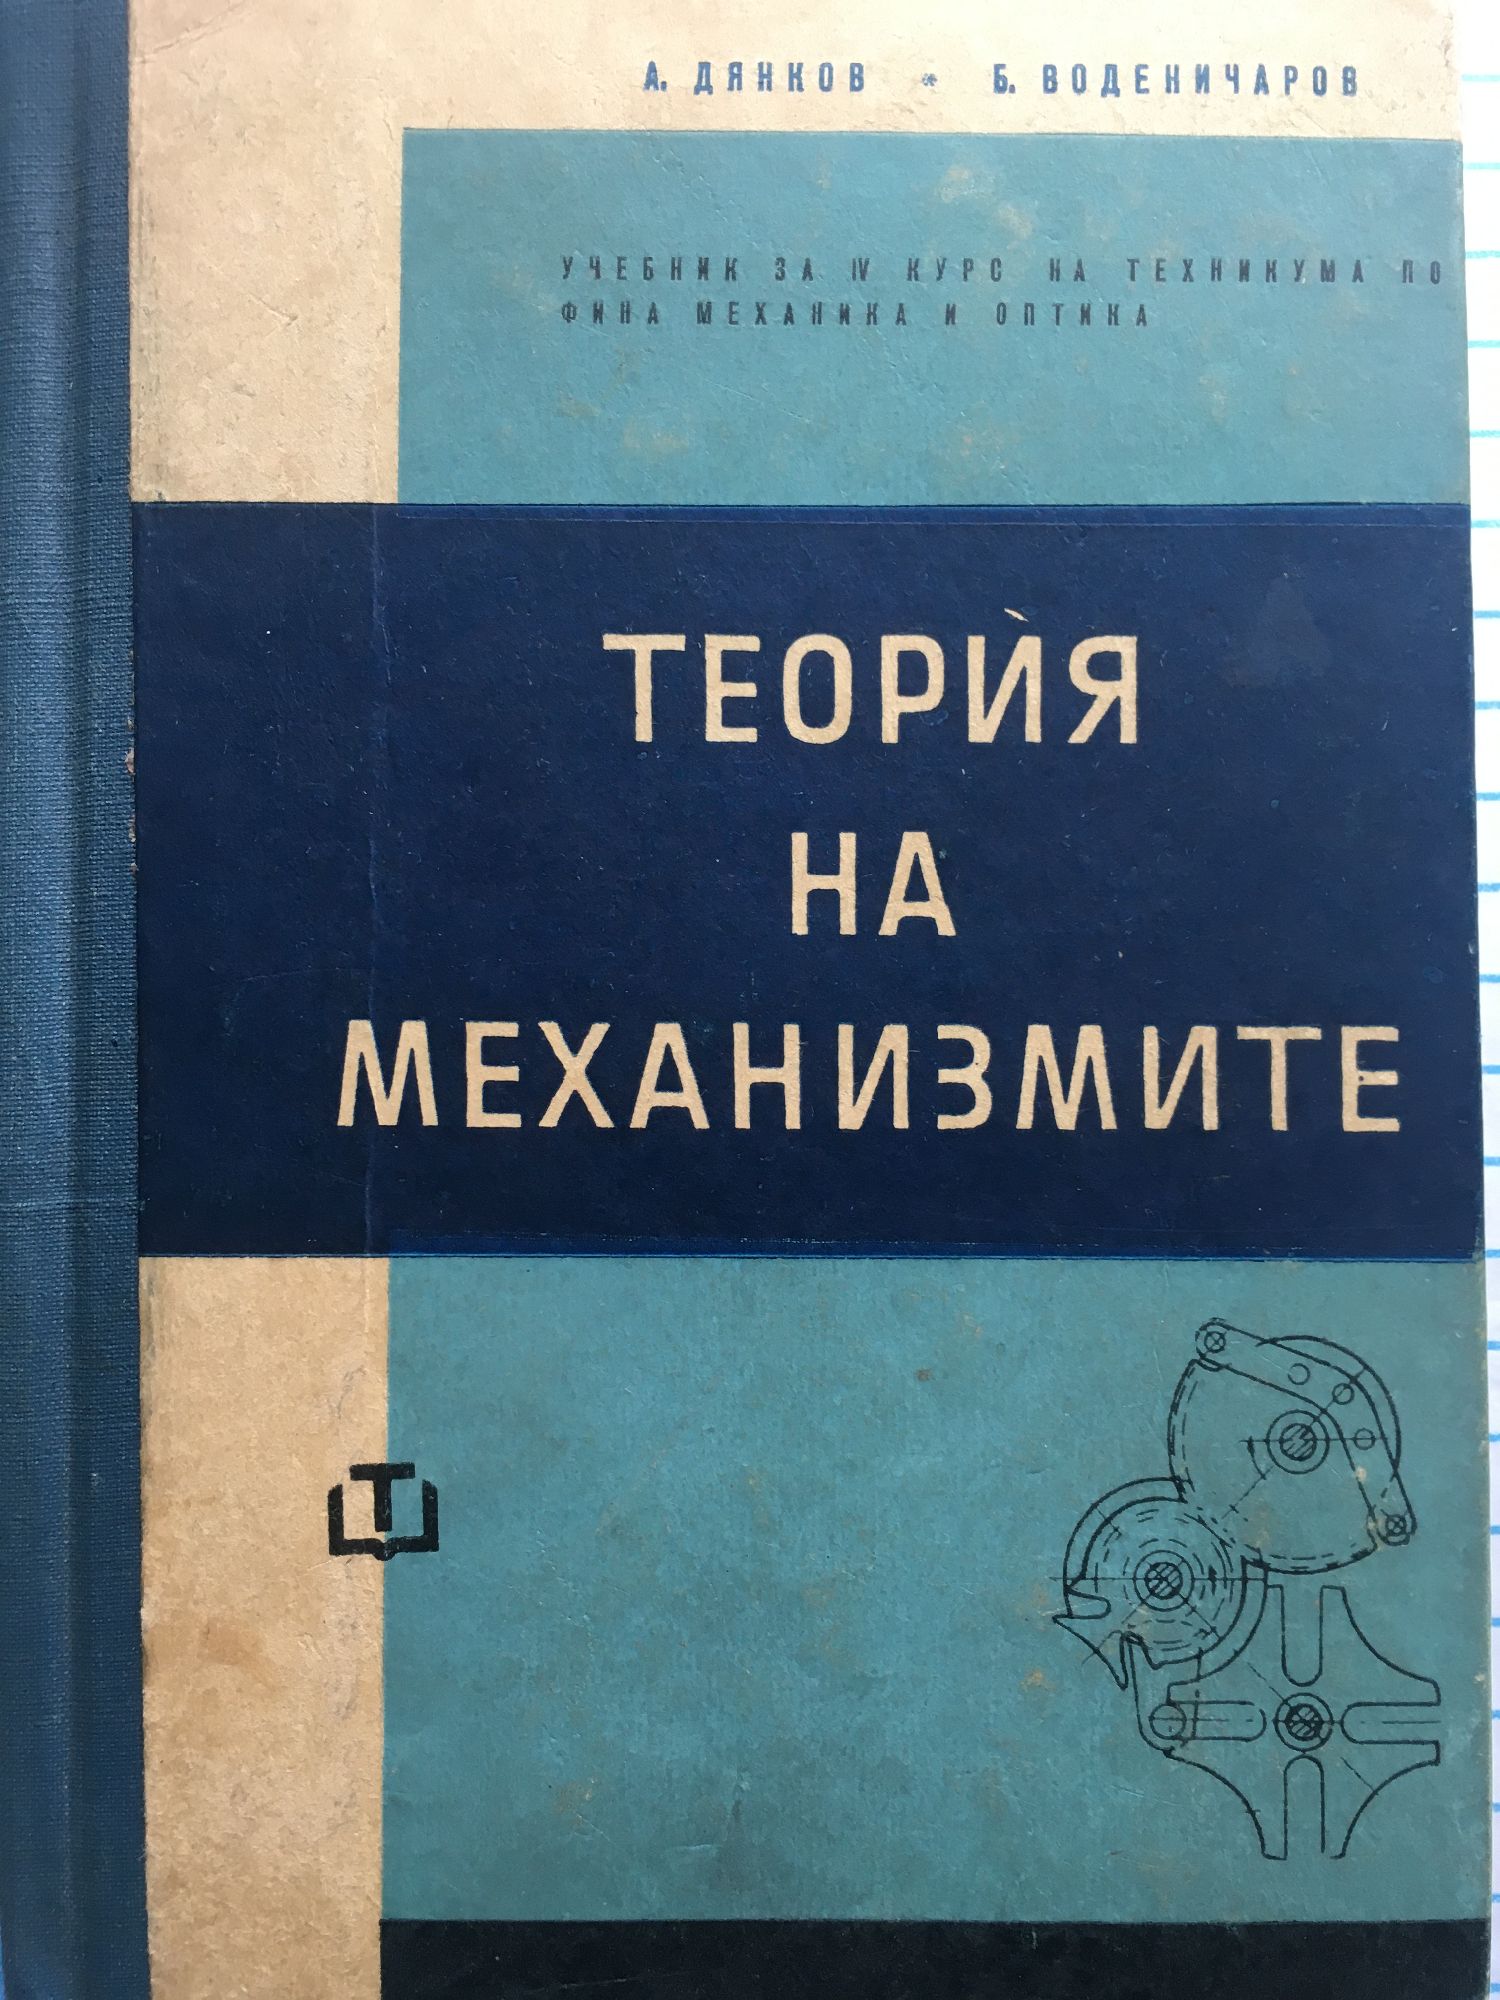 А. ДЯНКОВ * Б. ВОДЕНИЧАРОВ
УЧЕБНИК ЗА IV КУРС НА ТЕХНИКУМА ПО
ФИНА МЕХАНИКА И ОПТИКА
ТЕОРИЯ
НА
МЕХАНИЗМИТЕ
Т